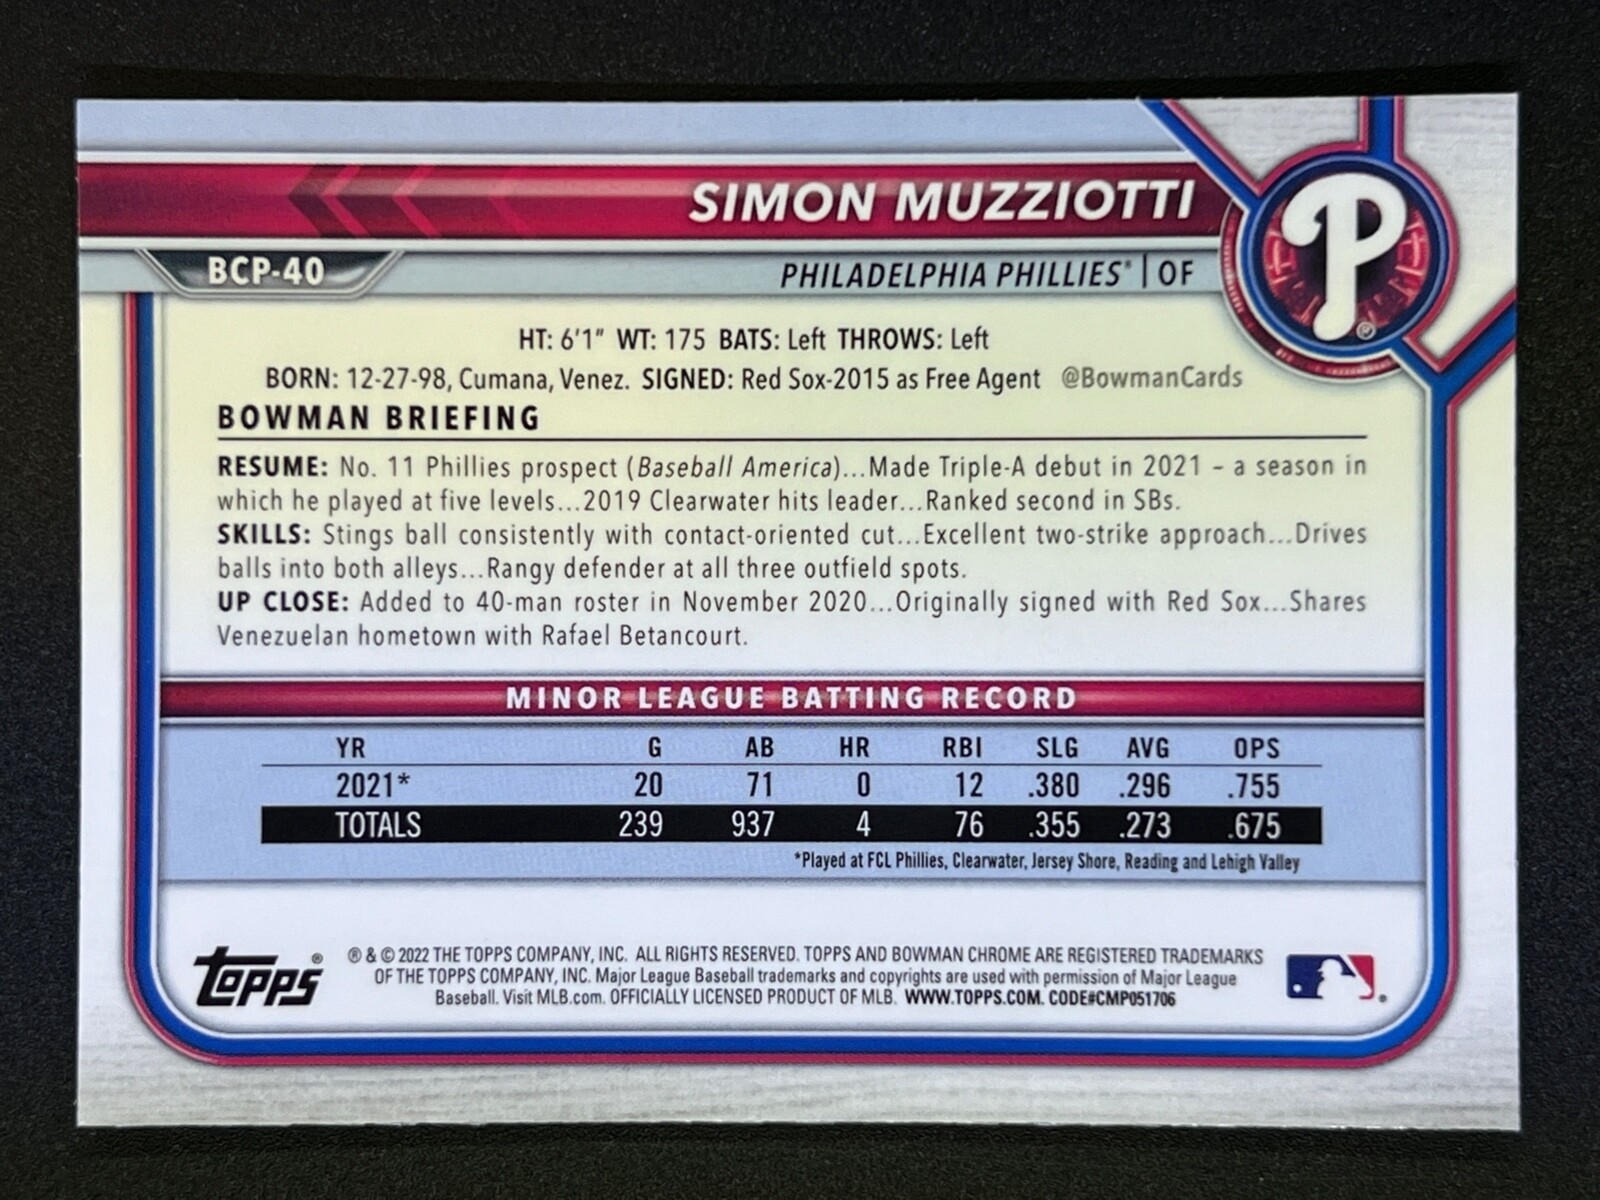 SIMON MUZZIOTTI
BCP-40
PHILADELPHIA PHILLIES® | OF
P®
HT: 6'1" WT: 175 BATS: Left THROWS: Left
BORN: 12-27-98, Cumana, Venez. SIGNED: Red Sox-2015 as Free Agent @BowmanCards
BOWMAN BRIEFING
RESUME: No. 11 Phillies prospect (Baseball America)...Made Triple-A debut in 2021 – a season in
which he played at five levels...2019 Clearwater hits leader...Ranked second in SBs.
SKILLS: Stings ball consistently with contact-oriented cut...Excellent two-strike approach...Drives
balls into both alleys...Rangy defender at all three outfield spots.
UP CLOSE: Added to 40-man roster in November 2020...Originally signed with Red Sox...Shares
Venezuelan hometown with Rafael Betancourt.
MINOR LEAGUE BATTING RECORD
YR G AB HR RBI SLG AVG OPS
2021* 20 71 0 12 .380 .296 .755
TOTALS 239 937 4 76 .355 .273 .675
*Played at FCL Phillies, Clearwater, Jersey Shore, Reading and Lehigh Valley
Topps®
® & © 2022 THE TOPPS COMPANY, INC. ALL RIGHTS RESERVED. TOPPS AND BOWMAN CHROME ARE REGISTERED TRADEMARKS
OF THE TOPPS COMPANY, INC. Major League Baseball trademarks and copyrights are used with permission of Major League
Baseball. Visit MLB.com. OFFICIALLY LICENSED PRODUCT OF MLB. WWW.TOPPS.COM. CODE#CMP051706